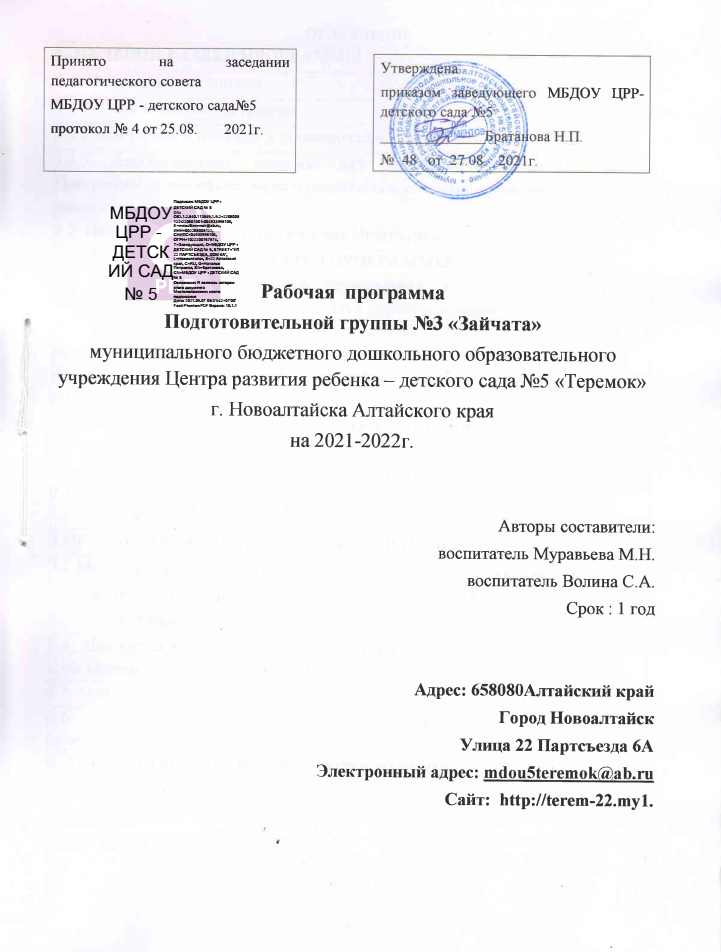 Принято на заседании
педагогического совета
МБДОУ ЦРР - детского сада№5
протокол № 4 от 25.08. 2021г.
Утверждена
приказом заведующего МБДОУ ЦРР-
детского сада №5
Братанова Н.П.
№ 48 от 27.08 2021г.
МБДОУ
ЦРР -
ДЕТСК
ИЙ САД
№ 5
Рабочая программа
Подготовительной группы №3 «Зайчата»
муниципального бюджетного дошкольного образовательного
учреждения Центра развития ребенка – детского сада №5 «Теремок»
г. Новоалтайска Алтайского края
на 2021-2022г.
Авторы составители:
воспитатель Муравьева М.Н.
воспитатель Волина С.А.
Срок : 1 год
Адрес: 658080Алтайский край
Город Новоалтайск
Улица 22 Партсъезда 6А
Электронный адрес: mdou5teremok@ab.ru
Сайт: http://terem-22.my1.